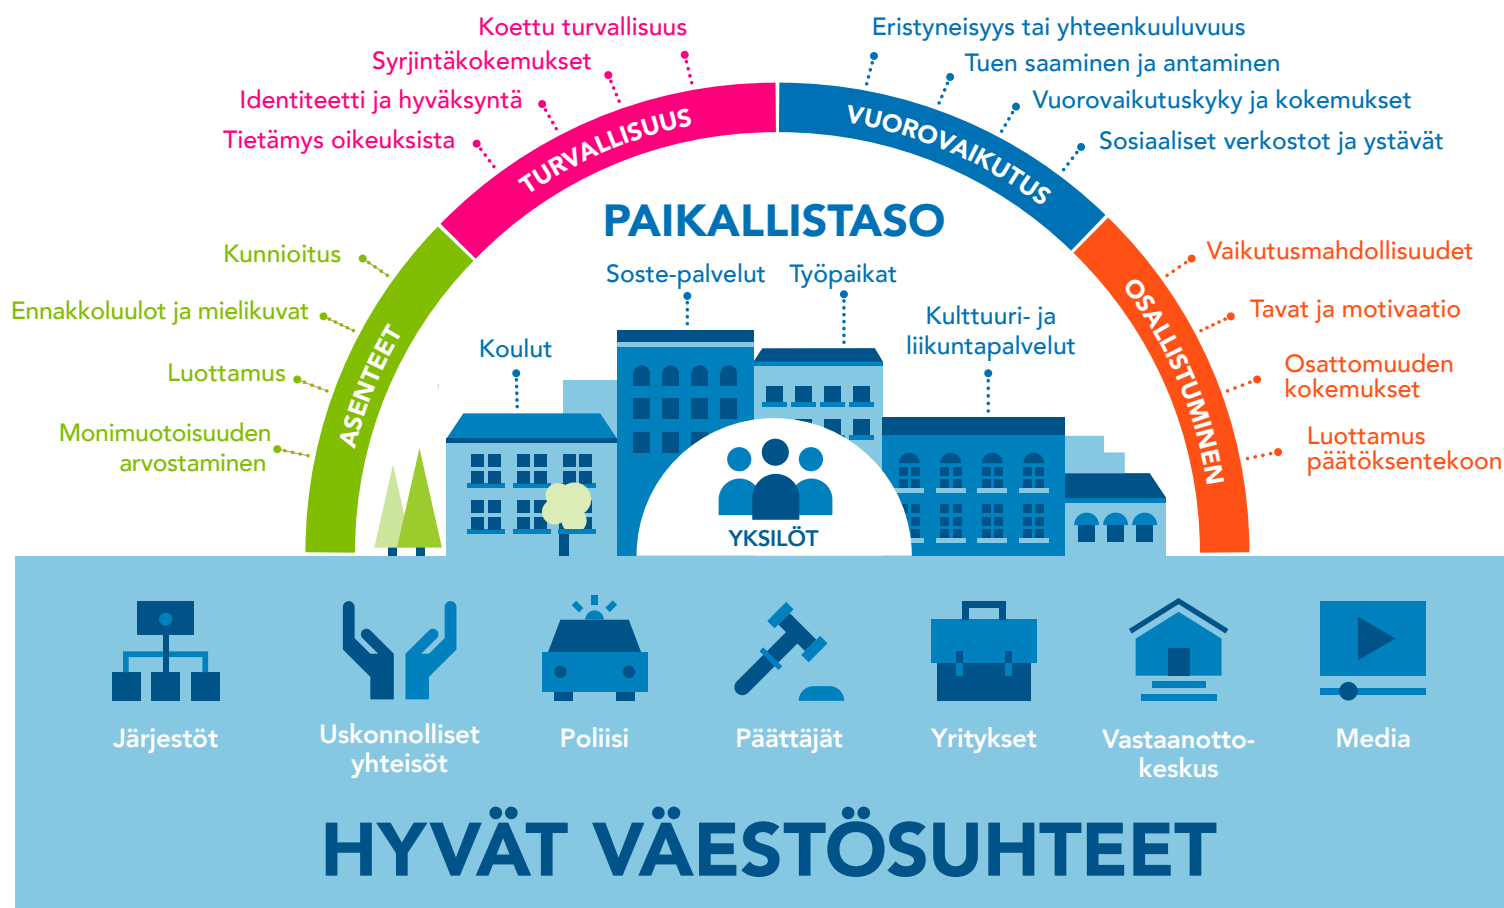 Koettu turvallisuus
Syrjintäkokemukset
Identiteetti ja hyväksyntä
Tietämys oikeuksista
TURVALLISUUS
Eristyneisyys tai yhteenkuuluvuus
Tuen saaminen ja antaminen
Vuorovaikutuskyky ja kokemukset
Sosiaaliset verkostot ja ystävät
VUOROVAIKUTUS
Kunnioitus
Ennakkoluulot ja mielikuvat
Luottamus
Monimuotoisuuden
arvostaminen
ASENTEET
PAIKALLISTASO
Soste-palvelut
Työpaikat
Koulut
Kulttuuri- ja
liikuntapalvelut
YKSILÖT
OSALLISTUMINEN
Vaikutusmahdollisuudet
Tavat ja motivaatio
Osattomuuden
kokemukset
Luottamus
päätöksentekoon
Järjestöt
Uskonnolliset
yhteisöt
Poliisi
Päättäjät
Yritykset
Vastaanotto-
keskus
Media
HYVÄT VÄESTÖSUHTEET